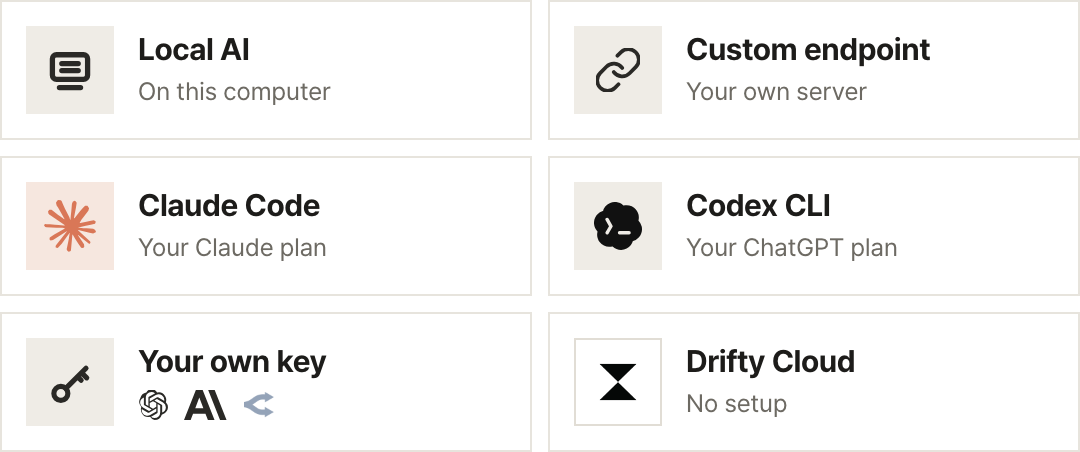 Local AI
On this computer
Custom endpoint
Your own server
Claude Code
Your Claude plan
Codex CLI
Your ChatGPT plan
Your own key
Drifty Cloud
No setup